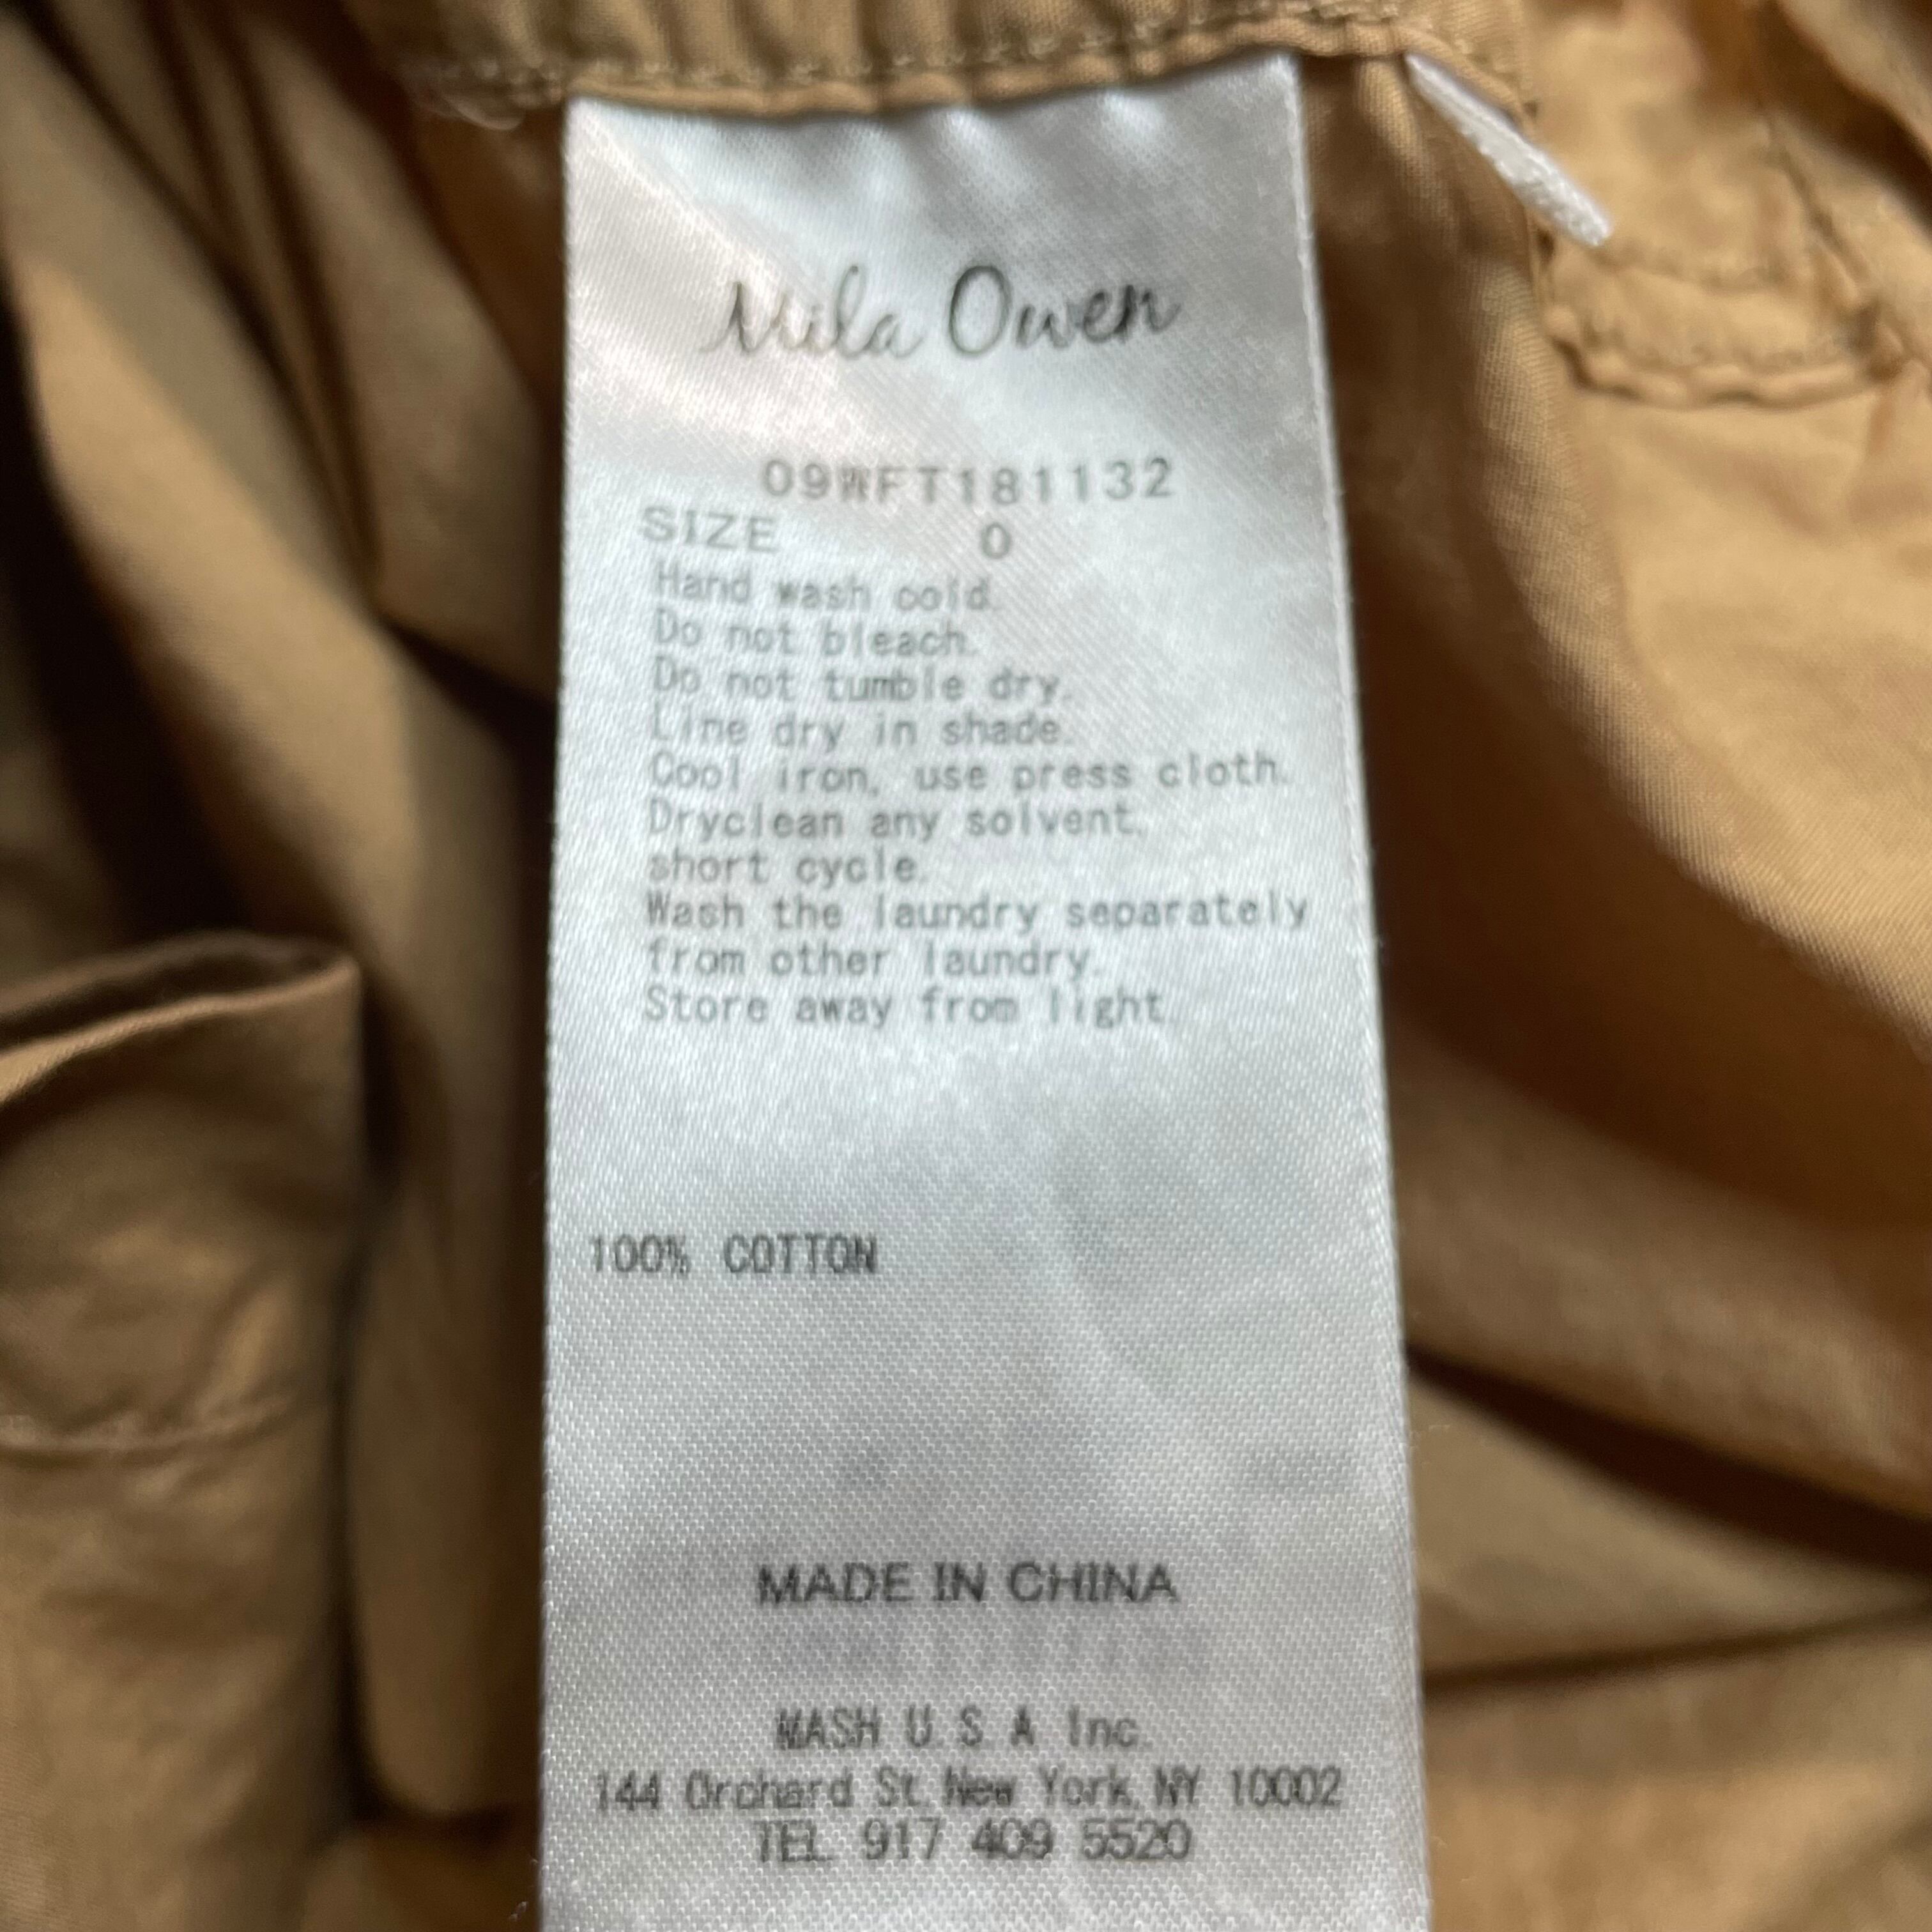 Mila Owen
09WFT181132
SIZE 0
Hand wash cold.
Do not bleach.
Do not tumble dry.
Line dry in shade.
Cool iron, use press cloth.
Dryclean any solvent.
short cycle.
Wash the laundry separately
from other laundry.
Store away from light.
100% COTTON
MADE IN CHINA
MASH U.S.A Inc.
144 Orchard St.New York,NY 10002
TEL 917 409 5520